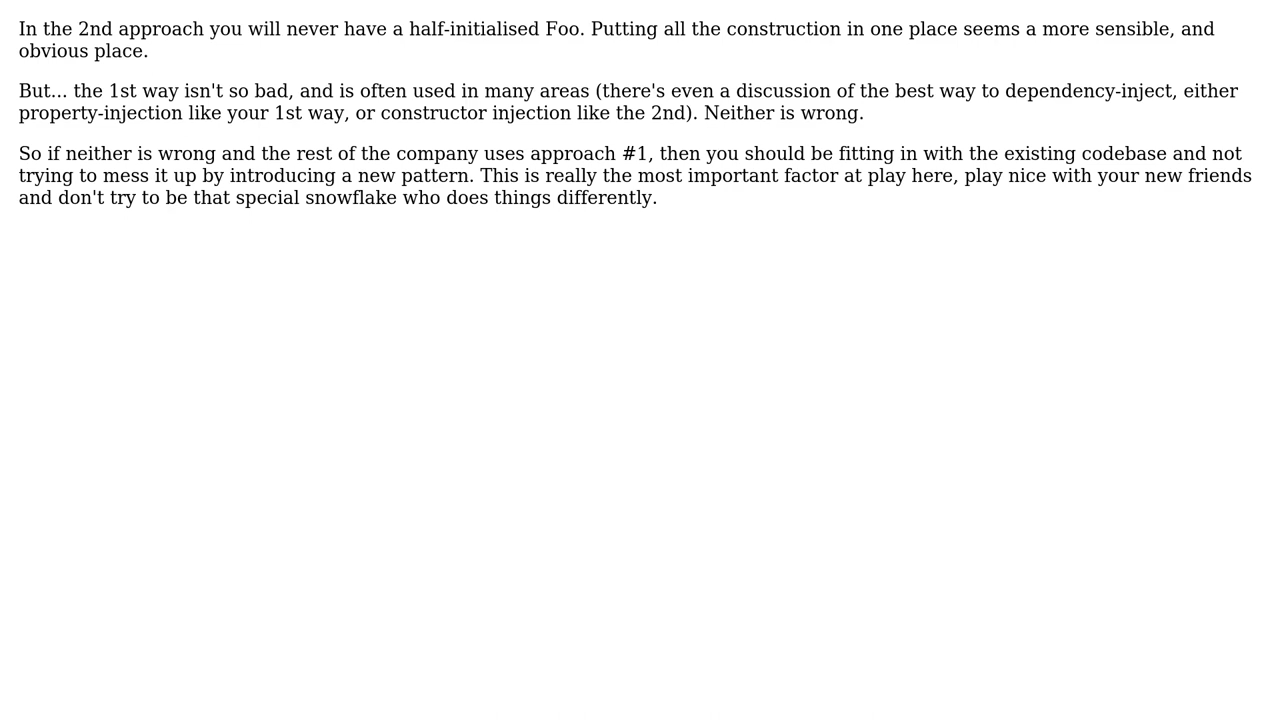 In the 2nd approach you will never have a half-initialised Foo. Putting all the construction in one place seems a more sensible, and
obvious place.
But... the 1st way isn't so bad, and is often used in many areas (there's even a discussion of the best way to dependency-inject, either
property-injection like your 1st way, or constructor injection like the 2nd). Neither is wrong.
So if neither is wrong and the rest of the company uses approach #1, then you should be fitting in with the existing codebase and not
trying to mess it up by introducing a new pattern. This is really the most important factor at play here, play nice with your new friends
and don't try to be that special snowflake who does things differently.